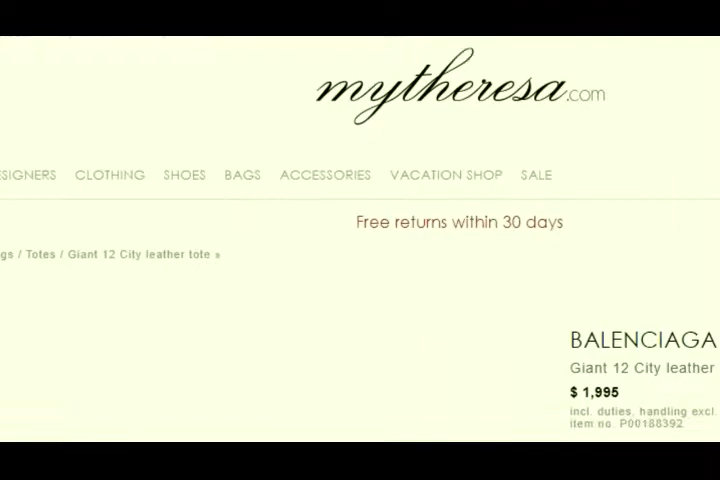 mytheresa.com
ESIGNERS CLOTHING SHOES BAGS ACCESSORIES VACATION SHOP SALE
Free returns within 30 days
gs / Totes / Giant 12 City leather tote »
BALENCIAGA
Giant 12 City leather
$ 1,995
incl. duties, handling excl.
item no. P00188392